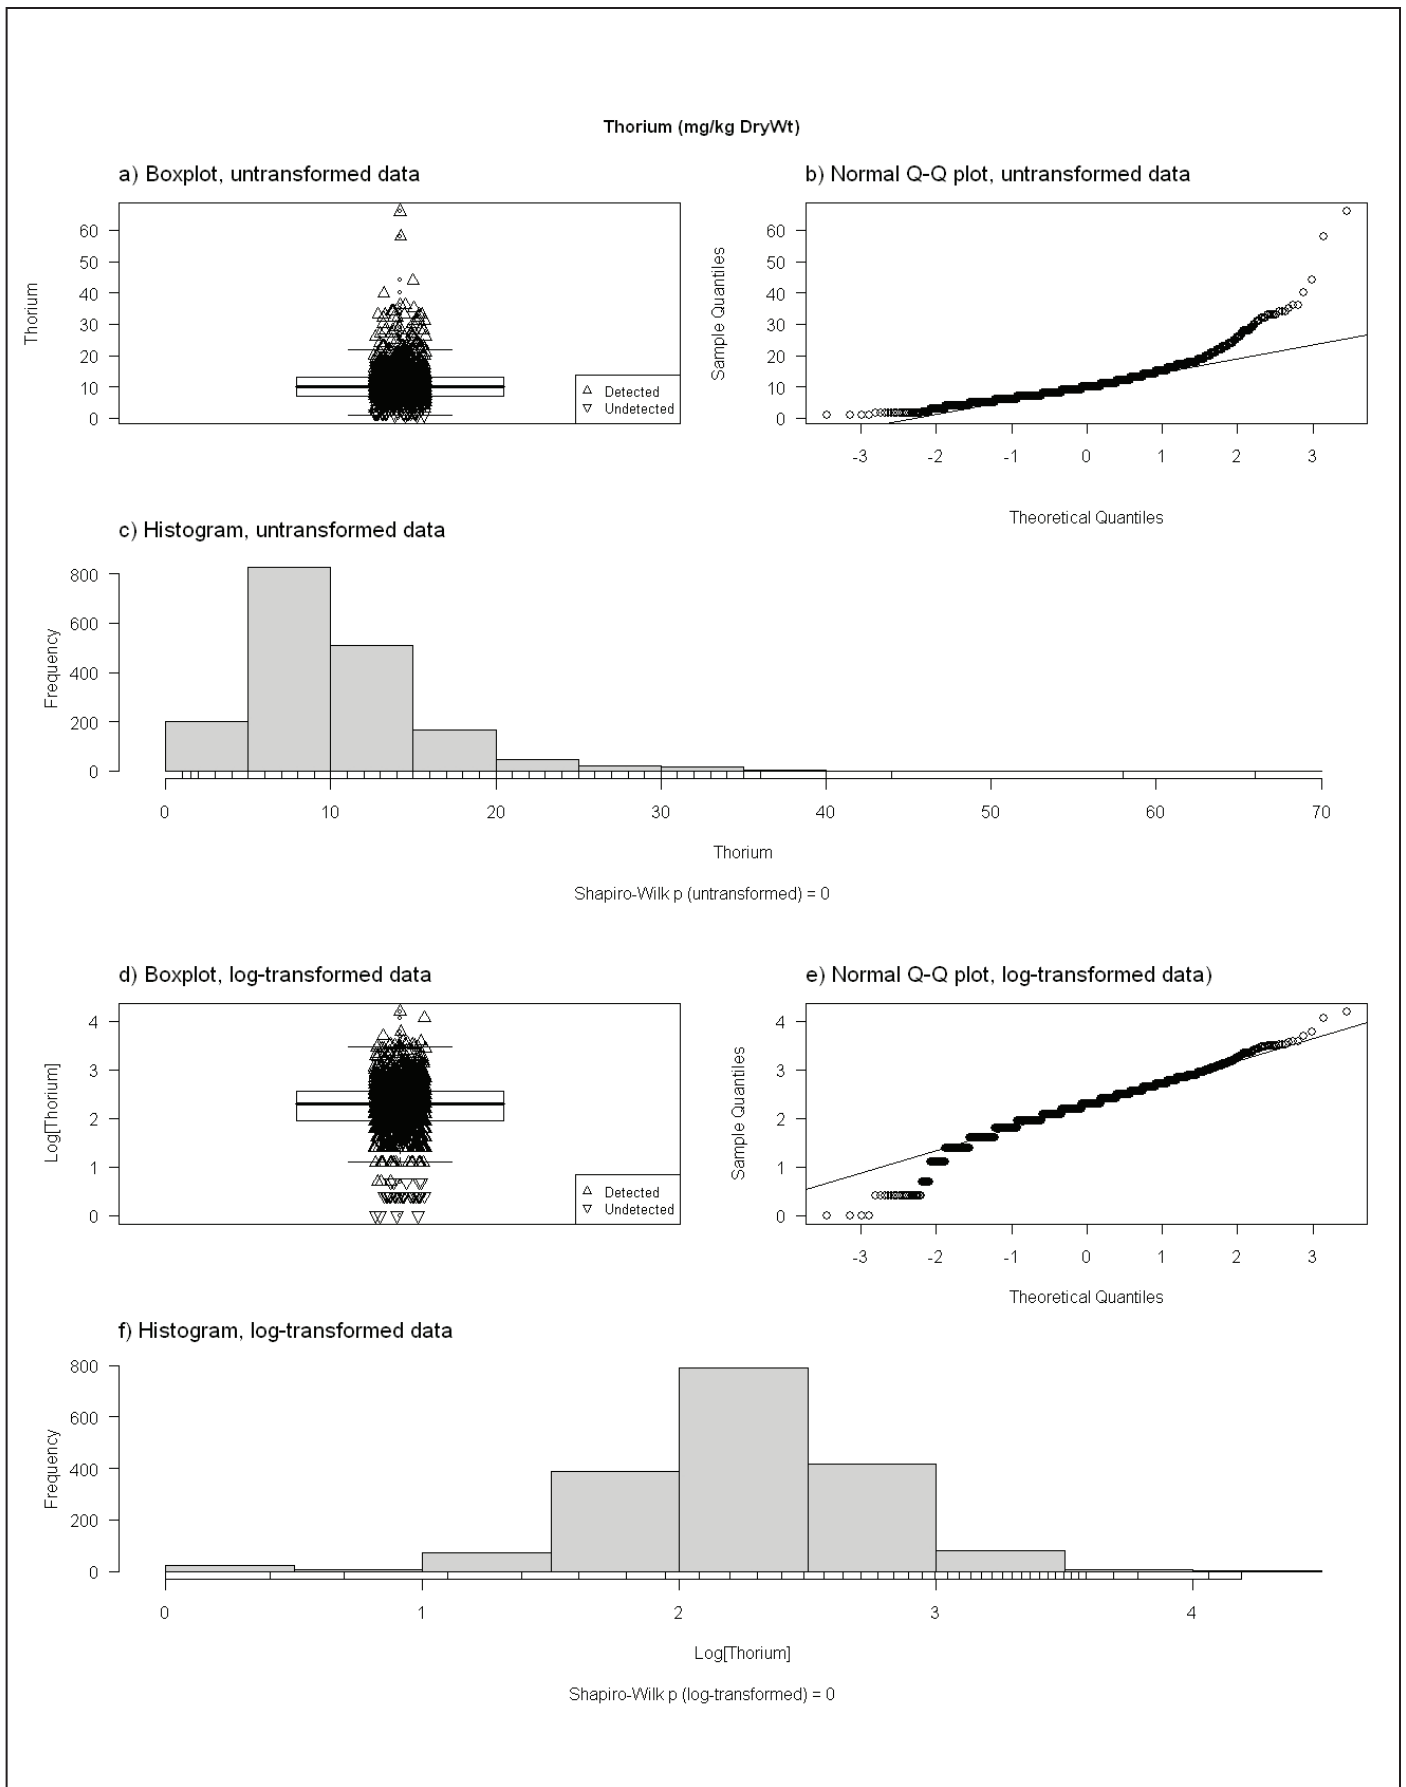 Thorium (mg/kg DryWt)
a) Boxplot, untransformed data
Thorium
60
50
40
30
20
10
0
Detected
Undetected
b) Normal Q-Q plot, untransformed data
Sample Quantiles
60
50
40
30
20
10
0
-3 -2 -1 0 1 2 3
Theoretical Quantiles
c) Histogram, untransformed data
Frequency
800
600
400
200
0
0 10 20 30 40 50 60 70
Thorium
Shapiro-Wilk p (untransformed) = 0
d) Boxplot, log-transformed data
Log[Thorium]
4
3
2
1
0
Detected
Undetected
e) Normal Q-Q plot, log-transformed data)
Sample Quantiles
4
3
2
1
0
-3 -2 -1 0 1 2 3
Theoretical Quantiles
f) Histogram, log-transformed data
Frequency
800
600
400
200
0
0 1 2 3 4
Log[Thorium]
Shapiro-Wilk p (log-transformed) = 0